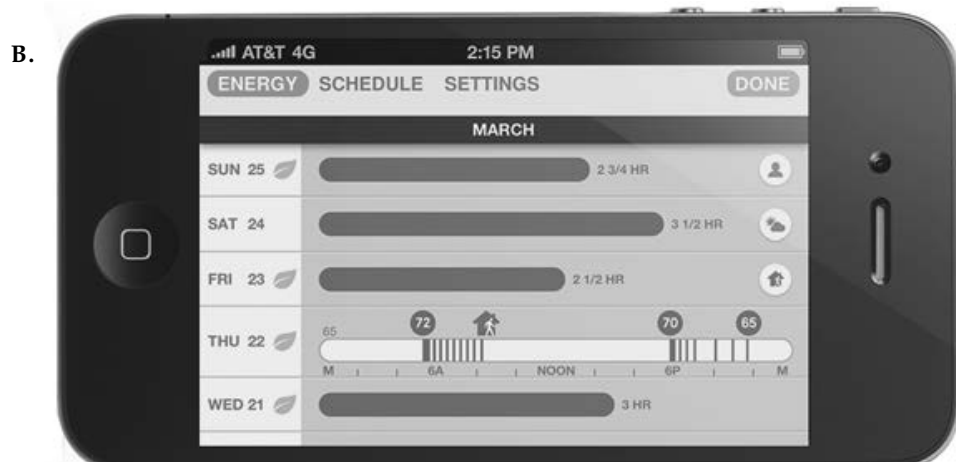 B.
AT&T 4G 2:15 PM
ENERGY SCHEDULE SETTINGS DONE
MARCH
SUN 25 2 3/4 HR
SAT 24 3 1/2 HR
FRI 23 2 1/2 HR
65 72 70 65
THU 22
M 6A NOON 6P M
WED 21 3 HR